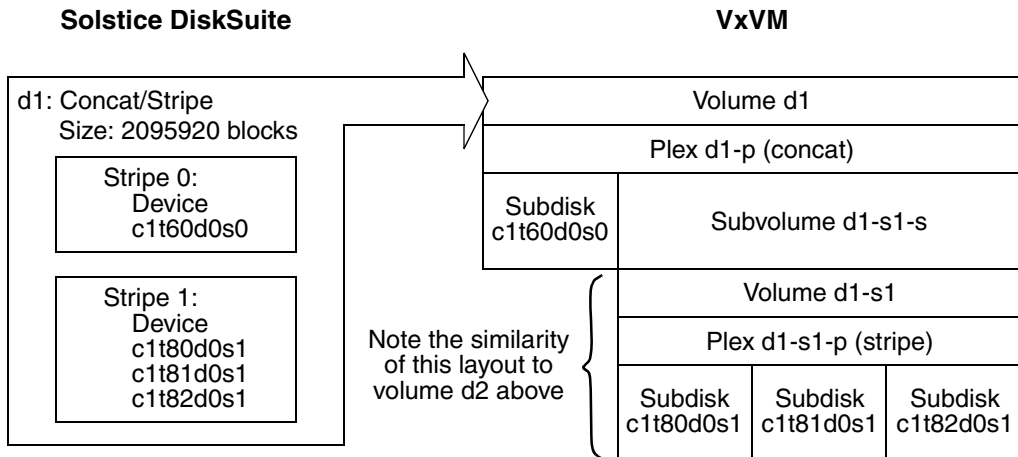 Solstice DiskSuite
VxVM
d1: Concat/Stripe
Size: 2095920 blocks
Stripe 0:
Device
c1t60d0s0
Stripe 1:
Device
c1t80d0s1
c1t81d0s1
c1t82d0s1
Volume d1
Plex d1-p (concat)
Subdisk
c1t60d0s0
Subvolume d1-s1-s
Note the similarity
of this layout to
volume d2 above
Volume d1-s1
Plex d1-s1-p (stripe)
Subdisk
c1t80d0s1
Subdisk
c1t81d0s1
Subdisk
c1t82d0s1